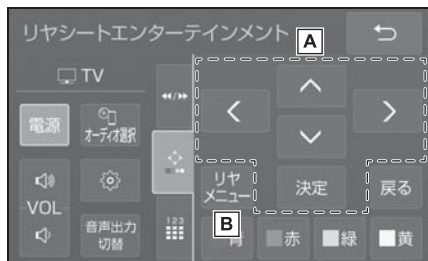 リヤシートエンターテインメント
A
TV
電源
オーディオ選択
VOL
音声出力
切替
123
リヤ
メニュー
決定
戻る
B
青
赤
緑
黄